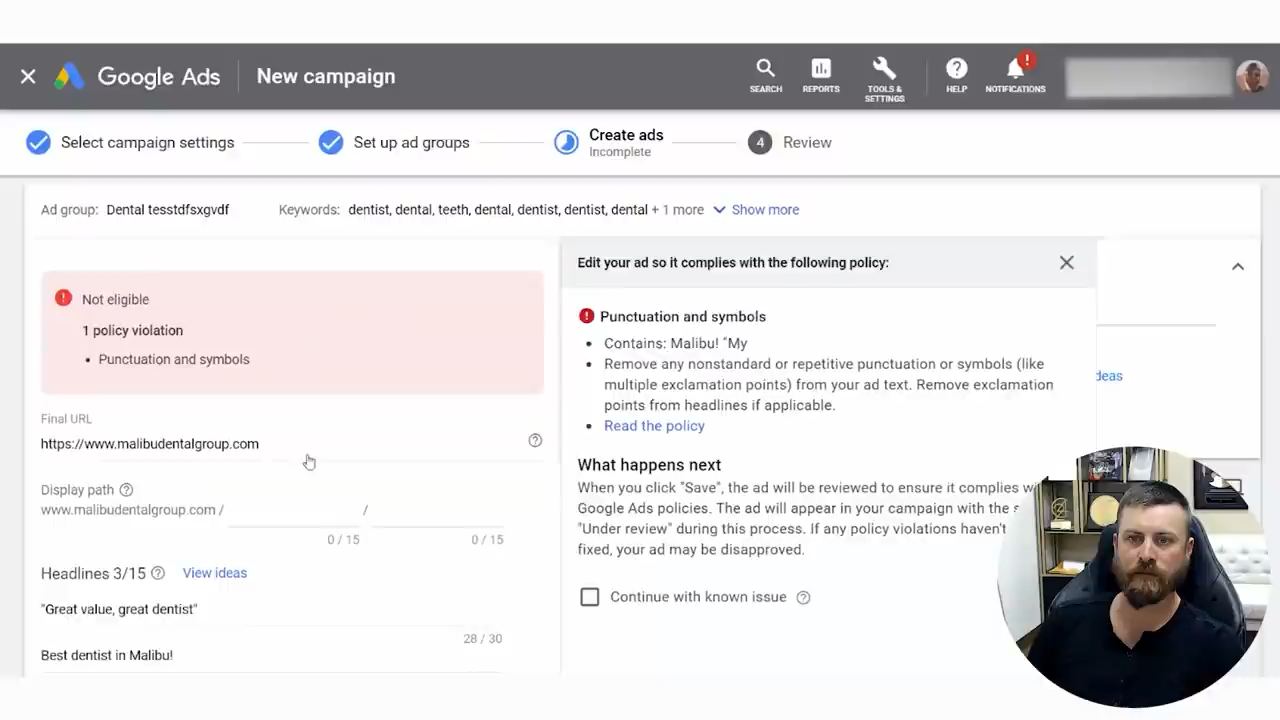 Google Ads
New campaign
SEARCH
REPORTS
TOOLS &
SETTINGS
HELP
!
NOTIFICATIONS
Select campaign settings
Set up ad groups
Create ads
Incomplete
4
Review
Ad group: Dental tesstdfsxgvdf
Keywords: dentist, dental, teeth, dental, dentist, dentist, dental + 1 more
Show more
! Not eligible
1 policy violation
• Punctuation and symbols
Final URL
https://www.malibudentalgroup.com
Display path
www.malibudentalgroup.com /
/
0 / 15
0 / 15
Headlines 3/15
View ideas
"Great value, great dentist"
28 / 30
Best dentist in Malibu!
Edit your ad so it complies with the following policy:
! Punctuation and symbols
• Contains: Malibu! "My
• Remove any nonstandard or repetitive punctuation or symbols (like
multiple exclamation points) from your ad text. Remove exclamation
points from headlines if applicable.
• Read the policy
What happens next
When you click "Save", the ad will be reviewed to ensure it complies
Google Ads policies. The ad will appear in your campaign with the
"Under review" during this process. If any policy violations haven't
fixed, your ad may be disapproved.
Continue with known issue
deas